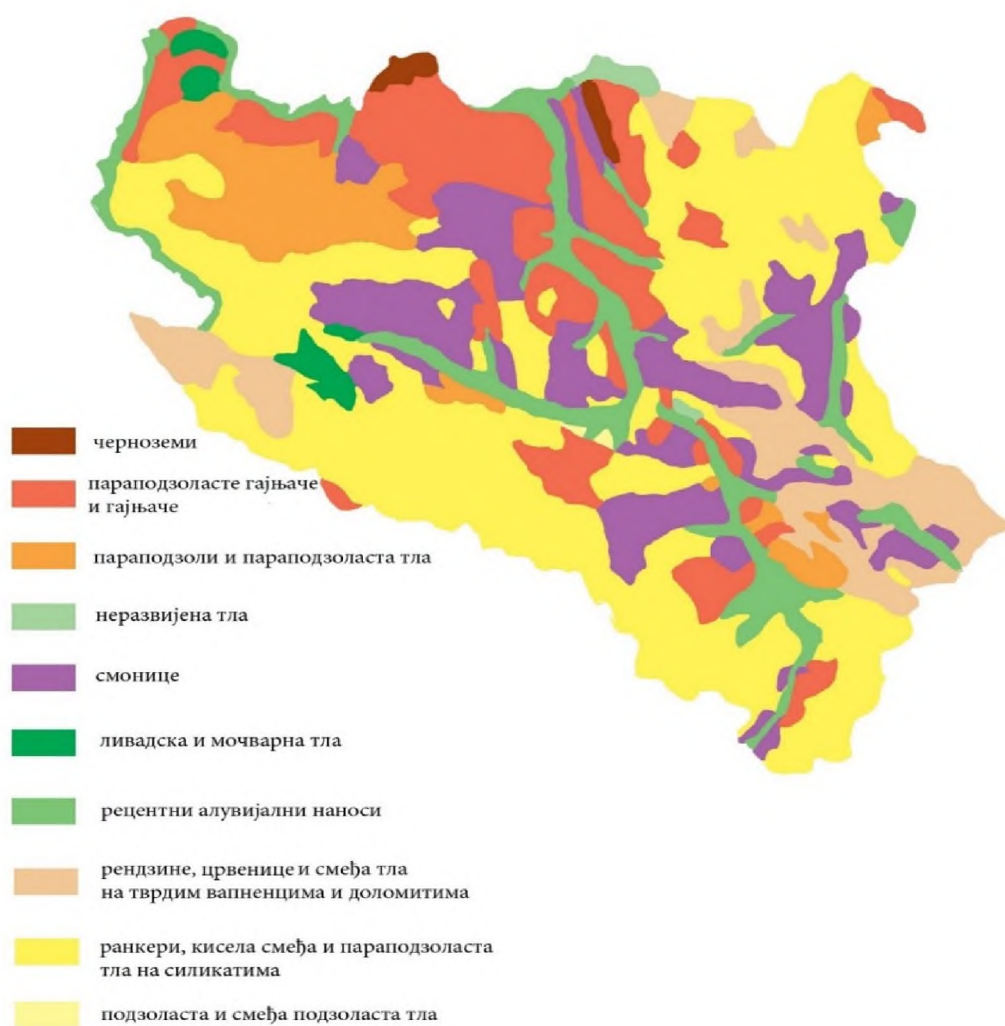 черноземи
параподзоласте гајњаче
и гајњаче
параподзоли и параподзоласта тла
неразвијена тла
смонице
ливадска и мочварна тла
рецентни алувијални наноси
рендзине, црвенице и смеђа тла
на тврдим вапненцима и доломитима
ранкери, кисела смеђа и параподзоласта
тла на силикатима
подзоласта и смеђа подзоласта тла